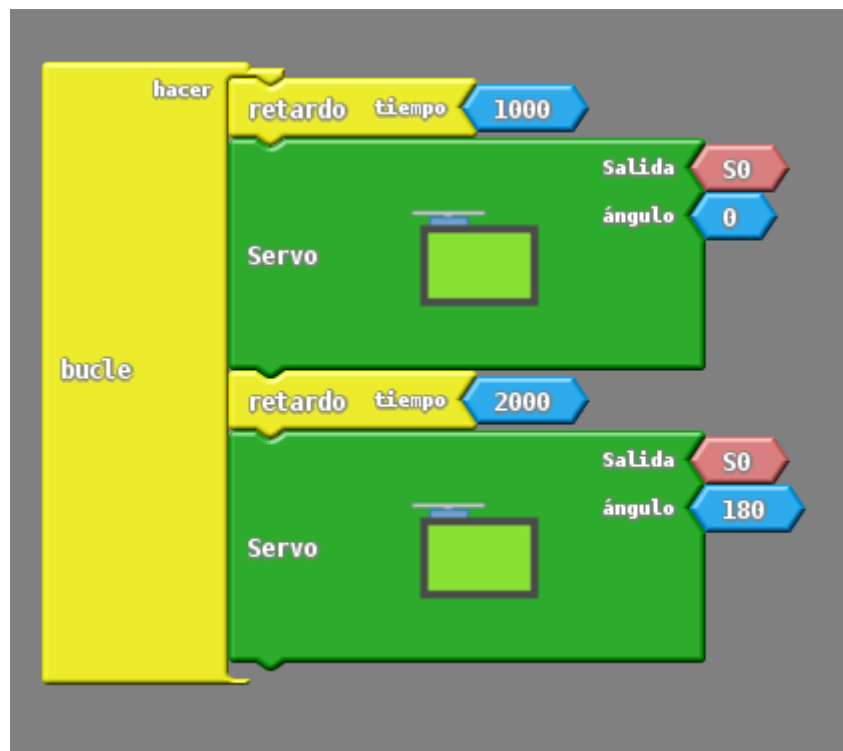 hacer
retardo tiempo 1000
Salida S0
ángulo 0
Servo
bucle
retardo tiempo 2000
Salida S0
ángulo 180
Servo